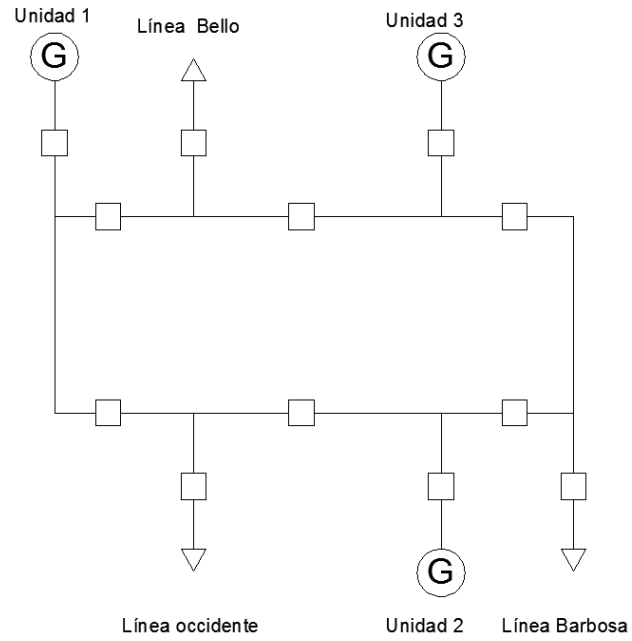 Unidad 1
Línea Bello
Unidad 3
G
G
G
Línea occidente
Unidad 2
Línea Barbosa